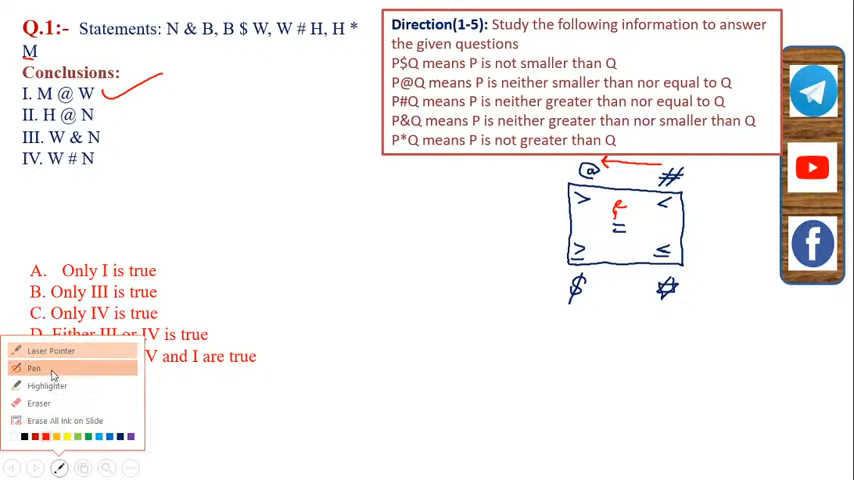 Q.1:- Statements: N & B, B $ W, W # H, H *
M
Conclusions:
I. M @ W
II. H @ N
III. W & N
IV. W # N
A. Only I is true
B. Only III is true
C. Only IV is true
D. Either III or IV is true
V and I are true
Direction(1-5): Study the following information to answer
the given questions
P$Q means P is not smaller than Q
P@Q means P is neither smaller than nor equal to Q
P#Q means P is neither greater than nor equal to Q
P&Q means P is neither greater than nor smaller than Q
P*Q means P is not greater than Q
@ #
> <
=
≥ ≤
$
Laser Pointer
Pen
Highlighter
Eraser
Erase All Ink on Slide